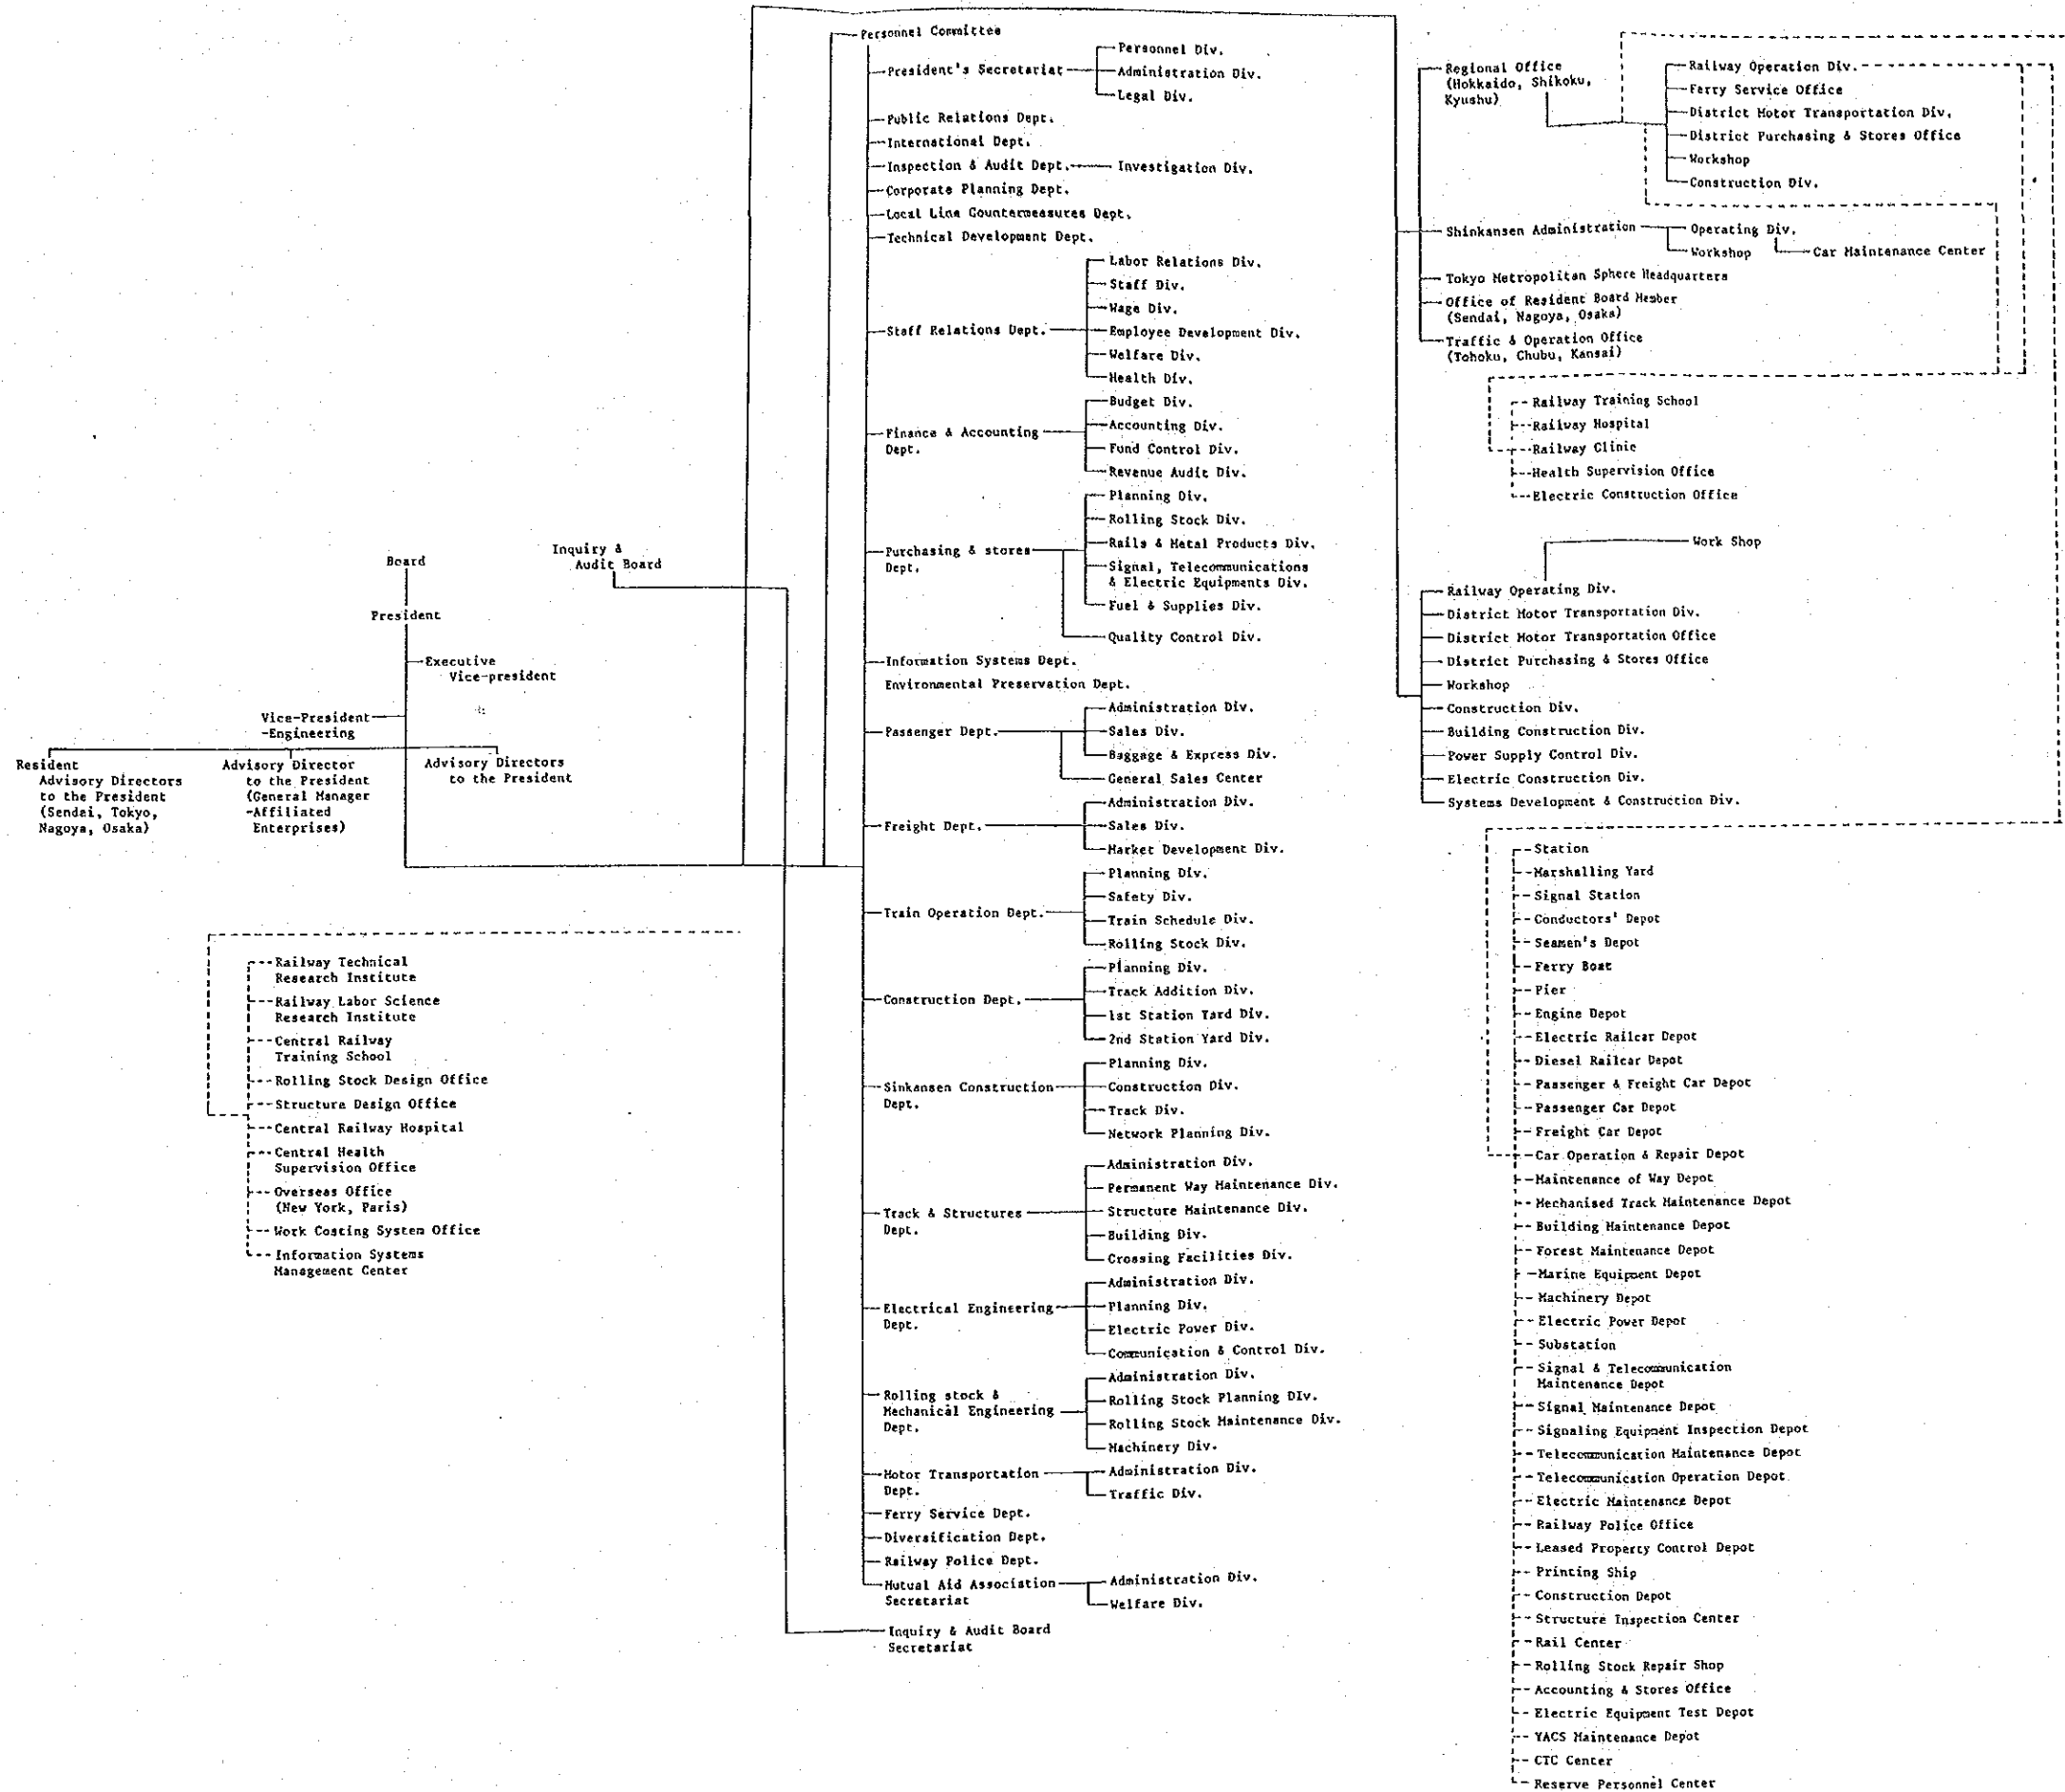 Board
President
Executive
Vice-president
Vice-President
-Engineering
Resident
Advisory Directors
to the President
(Sendai, Tokyo,
Nagoya, Osaka)
Advisory Director
to the President
(General Manager
-Affiliated
Enterprises)
Advisory Directors
to the President
Inquiry &
Audit Board
Railway Technical
Research Institute
Railway Labor Science
Research Institute
Central Railway
Training School
Rolling Stock Design Office
Structure Design Office
Central Railway Hospital
Central Health
Supervision Office
Overseas Office
(New York, Paris)
Work Costing System Office
Information Systems
Management Center
Personnel Committee
President's Secretariat
Personnel Div.
Administration Div.
Legal Div.
Public Relations Dept.
International Dept.
Inspection & Audit Dept.
Investigation Div.
Corporate Planning Dept.
Local Line Countermeasures Dept.
Technical Development Dept.
Staff Relations Dept.
Labor Relations Div.
Staff Div.
Wage Div.
Employee Development Div.
Welfare Div.
Health Div.
Finance & Accounting
Dept.
Budget Div.
Accounting Div.
Fund Control Div.
Revenue Audit Div.
Purchasing & stores
Dept.
Planning Div.
Rolling Stock Div.
Rails & Metal Products Div.
Signal, Telecommunications
& Electric Equipments Div.
Fuel & Supplies Div.
Quality Control Div.
Information Systems Dept.
Environmental Preservation Dept.
Passenger Dept.
Administration Div.
Sales Div.
Baggage & Express Div.
General Sales Center
Freight Dept.
Administration Div.
Sales Div.
Market Development Div.
Train Operation Dept.
Planning Div.
Safety Div.
Train Schedule Div.
Rolling Stock Div.
Construction Dept.
Planning Div.
Track Addition Div.
1st Station Yard Div.
2nd Station Yard Div.
Sinkansen Construction
Dept.
Planning Div.
Construction Div.
Track Div.
Network Planning Div.
Track & Structures
Dept.
Administration Div.
Permanent Way Maintenance Div.
Structure Maintenance Div.
Building Div.
Crossing Facilities Div.
Electrical Engineering
Dept.
Administration Div.
Planning Div.
Electric Power Div.
Communication & Control Div.
Rolling stock &
Mechanical Engineering
Dept.
Administration Div.
Rolling Stock Planning DIv.
Rolling Stock Maintenance Div.
Machinery Div.
Motor Transportation
Dept.
Administration Div.
Traffic Div.
Ferry Service Dept.
Diversification Dept.
Railway Police Dept.
Mutual Aid Association
Secretariat
Administration Div.
Welfare Div.
Inquiry & Audit Board
Secretariat
Regional Office
(Hokkaido, Shikoku,
Kyushu)
Railway Operation Div.
Ferry Service Office
District Motor Transportation Div.
District Purchasing & Stores Office
Workshop
Construction Div.
Shinkansen Administration
Operating Div.
Workshop
Car Maintenance Center
Tokyo Metropolitan Sphere Headquarters
Office of Resident Board Member
(Sendai, Nagoya, Osaka)
Traffic & Operation Office
(Tohoku, Chubu, Kansai)
Railway Training School
Railway Hospital
Railway Clinic
Health Supervision Office
Electric Construction Office
Work Shop
Railway Operating Div.
District Motor Transportation Div.
District Motor Transportation Office
District Purchasing & Stores Office
Workshop
Construction Div.
Building Construction Div.
Power Supply Control Div.
Electric Construction Div.
Systems Development & Construction Div.
Station
Marshalling Yard
Signal Station
Conductors' Depot
Seamen's Depot
Ferry Boat
Pier
Engine Depot
Electric Railcar Depot
Diesel Railcar Depot
Passenger & Freight Car Depot
Passenger Car Depot
Freight Car Depot
Car Operation & Repair Depot
Maintenance of Way Depot
Mechanised Track Maintenance Depot
Building Maintenance Depot
Forest Maintenance Depot
Marine Equipment Depot
Machinery Depot
Electric Power Depot
Substation
Signal & Telecommunication
Maintenance Depot
Signal Maintenance Depot
Signaling Equipment Inspection Depot
Telecommunication Maintenance Depot
Telecommunication Operation Depot
Electric Maintenance Depot
Railway Police Office
Leased Property Control Depot
Printing Ship
Construction Depot
Structure Inspection Center
Rail Center
Rolling Stock Repair Shop
Accounting & Stores Office
Electric Equipment Test Depot
YACS Maintenance Depot
CTC Center
Reserve Personnel Center